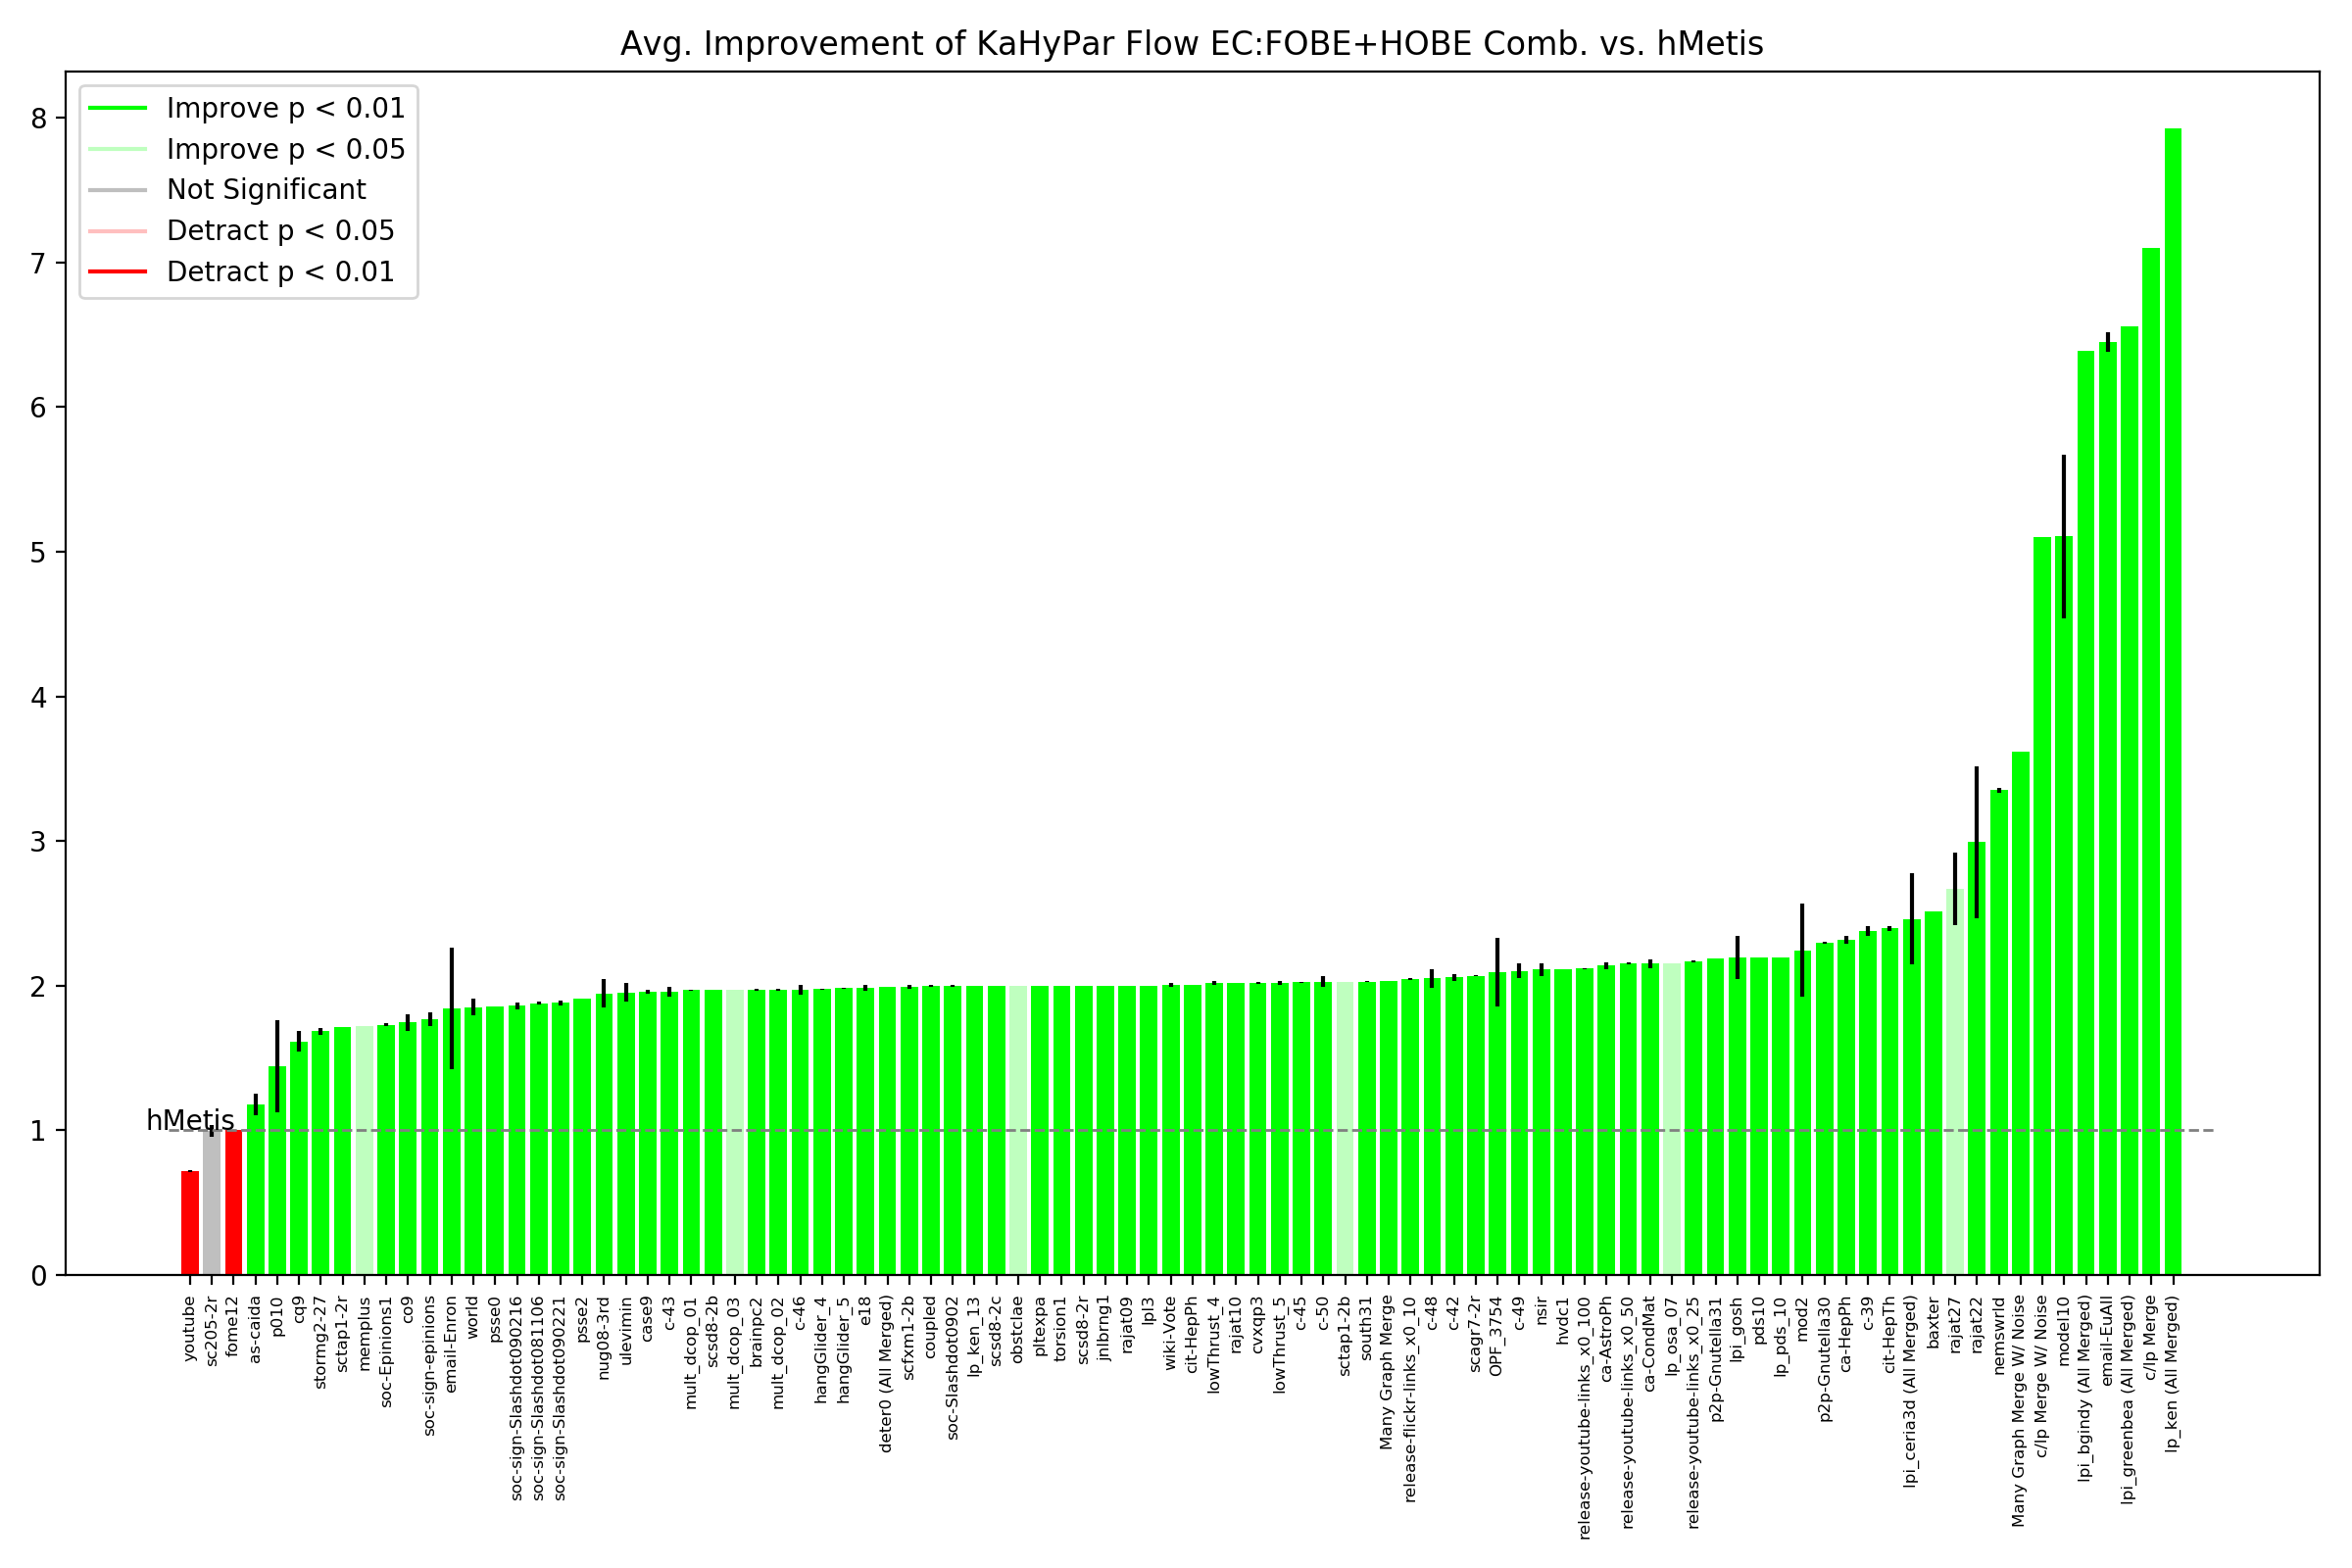 Avg. Improvement of KaHyPar Flow EC:FOBE+HOBE Comb. vs. hMetis
Improve p < 0.01
Improve p < 0.05
Not Significant
Detract p < 0.05
Detract p < 0.01
8
7
6
5
4
3
2
1
0
hMetis
youtube
sc205-2r
fome12
as-caida
p010
cq9
stormg2-27
sctap1-2r
memplus
soc-Epinions1
co9
soc-sign-epinions
email-Enron
world
psse0
soc-sign-Slashdot090216
soc-sign-Slashdot081106
soc-sign-Slashdot090221
psse2
nug08-3rd
ulevimin
case9
c-43
mult_dcop_01
scsd8-2b
mult_dcop_03
brainpc2
mult_dcop_02
c-46
hangGlider_4
hangGlider_5
e18
deter0 (All Merged)
scfxm1-2b
coupled
soc-Slashdot0902
lp_ken_13
scsd8-2c
obstclae
pltexpa
torsion1
scsd8-2r
jnlbrng1
rajat09
lpl3
wiki-Vote
cit-HepPh
lowThrust_4
rajat10
cvxqp3
lowThrust_5
c-45
c-50
sctap1-2b
south31
Many Graph Merge
release-flickr-links_x0_10
c-48
c-42
scagr7-2r
OPF_3754
c-49
nsir
hvdc1
release-youtube-links_x0_100
ca-AstroPh
release-youtube-links_x0_50
ca-CondMat
lp_osa_07
release-youtube-links_x0_25
p2p-Gnutella31
lpi_gosh
pds10
lp_pds_10
mod2
p2p-Gnutella30
ca-HepPh
c-39
cit-HepTh
lpi_ceria3d (All Merged)
baxter
rajat27
rajat22
nemswrld
Many Graph Merge W/ Noise
c/lp Merge W/ Noise
model10
lpi_bgindy (All Merged)
email-EuAll
lpi_greenbea (All Merged)
c/lp Merge
lp_ken (All Merged)